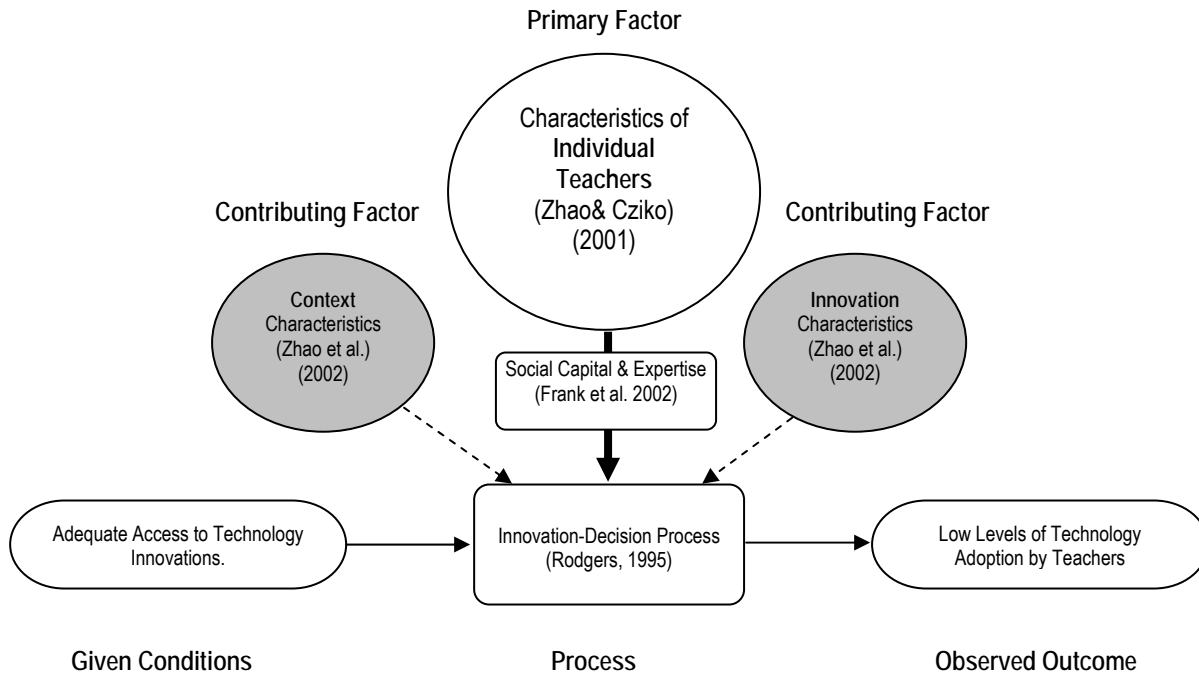 Primary Factor
Characteristics of
Individual
Teachers
(Zhao& Cziko)
(2001)
Contributing Factor
Contributing Factor
Context
Characteristics
(Zhao et al.)
(2002)
Innovation
Characteristics
(Zhao et al.)
(2002)
Social Capital & Expertise
(Frank et al. 2002)
Adequate Access to Technology
Innovations.
Innovation-Decision Process
(Rodgers, 1995)
Low Levels of Technology
Adoption by Teachers
Given Conditions
Process
Observed Outcome